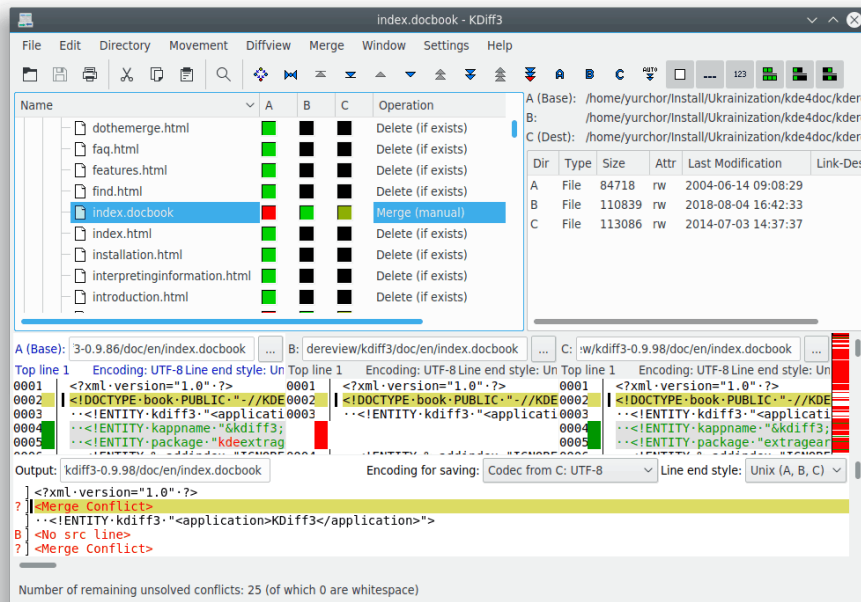 index.docbook - KDiff3
File Edit Directory Movement Diffview Merge Window Settings Help
A B C AUTO 123
Name A B C Operation
dothemerge.html Delete (if exists)
faq.html Delete (if exists)
features.html Delete (if exists)
find.html Delete (if exists)
index.docbook Merge (manual)
index.html Delete (if exists)
installation.html Delete (if exists)
interpretinginformation.html Delete (if exists)
introduction.html Delete (if exists)
A (Base): /home/yurchor/Install/Ukrainization/kde4doc/kdere
B: /home/yurchor/Install/Ukrainization/kde4doc/kdere
C (Dest): /home/yurchor/Install/Ukrainization/kde4doc/kdere
Dir Type Size Attr Last Modification Link-Des
A File 84718 rw 2004-06-14 09:08:29
B File 110839 rw 2018-08-04 16:42:33
C File 113086 rw 2014-07-03 14:37:37
A (Base): '3-0.9.86/doc/en/index.docbook ... B: dereview/kdiff3/doc/en/index.docbook ... C: :w/kdiff3-0.9.98/doc/en/index.docbook ...
Top line 1 Encoding: UTF-8 Line end style: Un Top line 1 Encoding: UTF-8 Line end style: Un Top line 1 Encoding: UTF-8 Line end style: Un
0001 <?xml·version="1.0"·?> 0001 <?xml·version="1.0"·?> 0001 <?xml·version="1.0"·?>
0002 <!DOCTYPE·book·PUBLIC·"-//KDE 0002 <!DOCTYPE·book·PUBLIC·"-//KDE 0002 <!DOCTYPE·book·PUBLIC·"-//KDE
0003 ··<!ENTITY·kdiff3·"<applicati 0003 ··<!ENTITY·kdiff3·"<applicati 0003 ··<!ENTITY·kdiff3·"<applicati
0004 ··<!ENTITY·kappname·"&kdiff3; 0004 ··<!ENTITY·kappname·"&kdiff3;
0005 ··<!ENTITY·package·"kdeextrag 0005 ··<!ENTITY·package·"extragear
Output: 'kdiff3-0.9.98/doc/en/index.docbook Encoding for saving: Codec from C: UTF-8 Line end style: Unix (A, B, C)
<?xml·version="1.0"·?>
? <Merge Conflict>
··<!ENTITY·kdiff3·"<application>KDiff3</application>">
B <No src line>
? <Merge Conflict>
Number of remaining unsolved conflicts: 25 (of which 0 are whitespace)